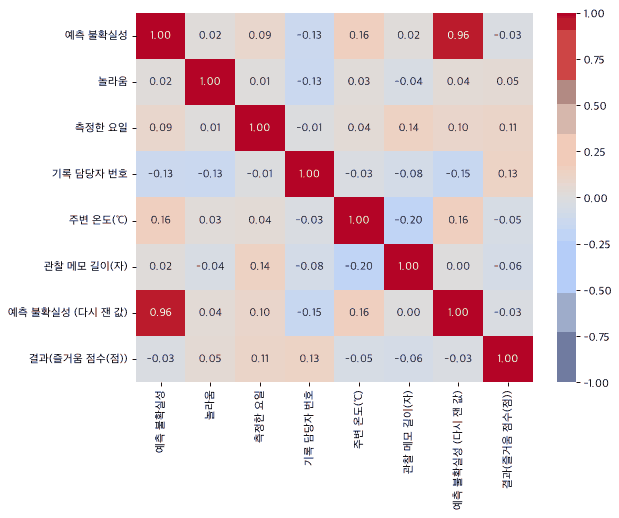 예측 불확실성 1.00 0.02 0.09 -0.13 0.16 0.02 0.96 -0.03
놀라움 0.02 1.00 0.01 -0.13 0.03 -0.04 0.04 0.05
측정한 요일 0.09 0.01 1.00 -0.01 0.04 0.14 0.10 0.11
기록 담당자 번호 -0.13 -0.13 -0.01 1.00 -0.03 -0.08 -0.15 0.13
주변 온도(℃) 0.16 0.03 0.04 -0.03 1.00 -0.20 0.16 -0.05
관찰 메모 길이(자) 0.02 -0.04 0.14 -0.08 -0.20 1.00 0.00 -0.06
예측 불확실성 (다시 잰 값) 0.96 0.04 0.10 -0.15 0.16 0.00 1.00 -0.03
결과(즐거움 점수(점)) -0.03 0.05 0.11 0.13 -0.05 -0.06 -0.03 1.00
예측 불확실성
놀라움
측정한 요일
기록 담당자 번호
주변 온도(℃)
관찰 메모 길이(자)
예측 불확실성 (다시 잰 값)
결과(즐거움 점수(점))
1.00
0.75
0.50
0.25
0.00
-0.25
-0.50
-0.75
-1.00